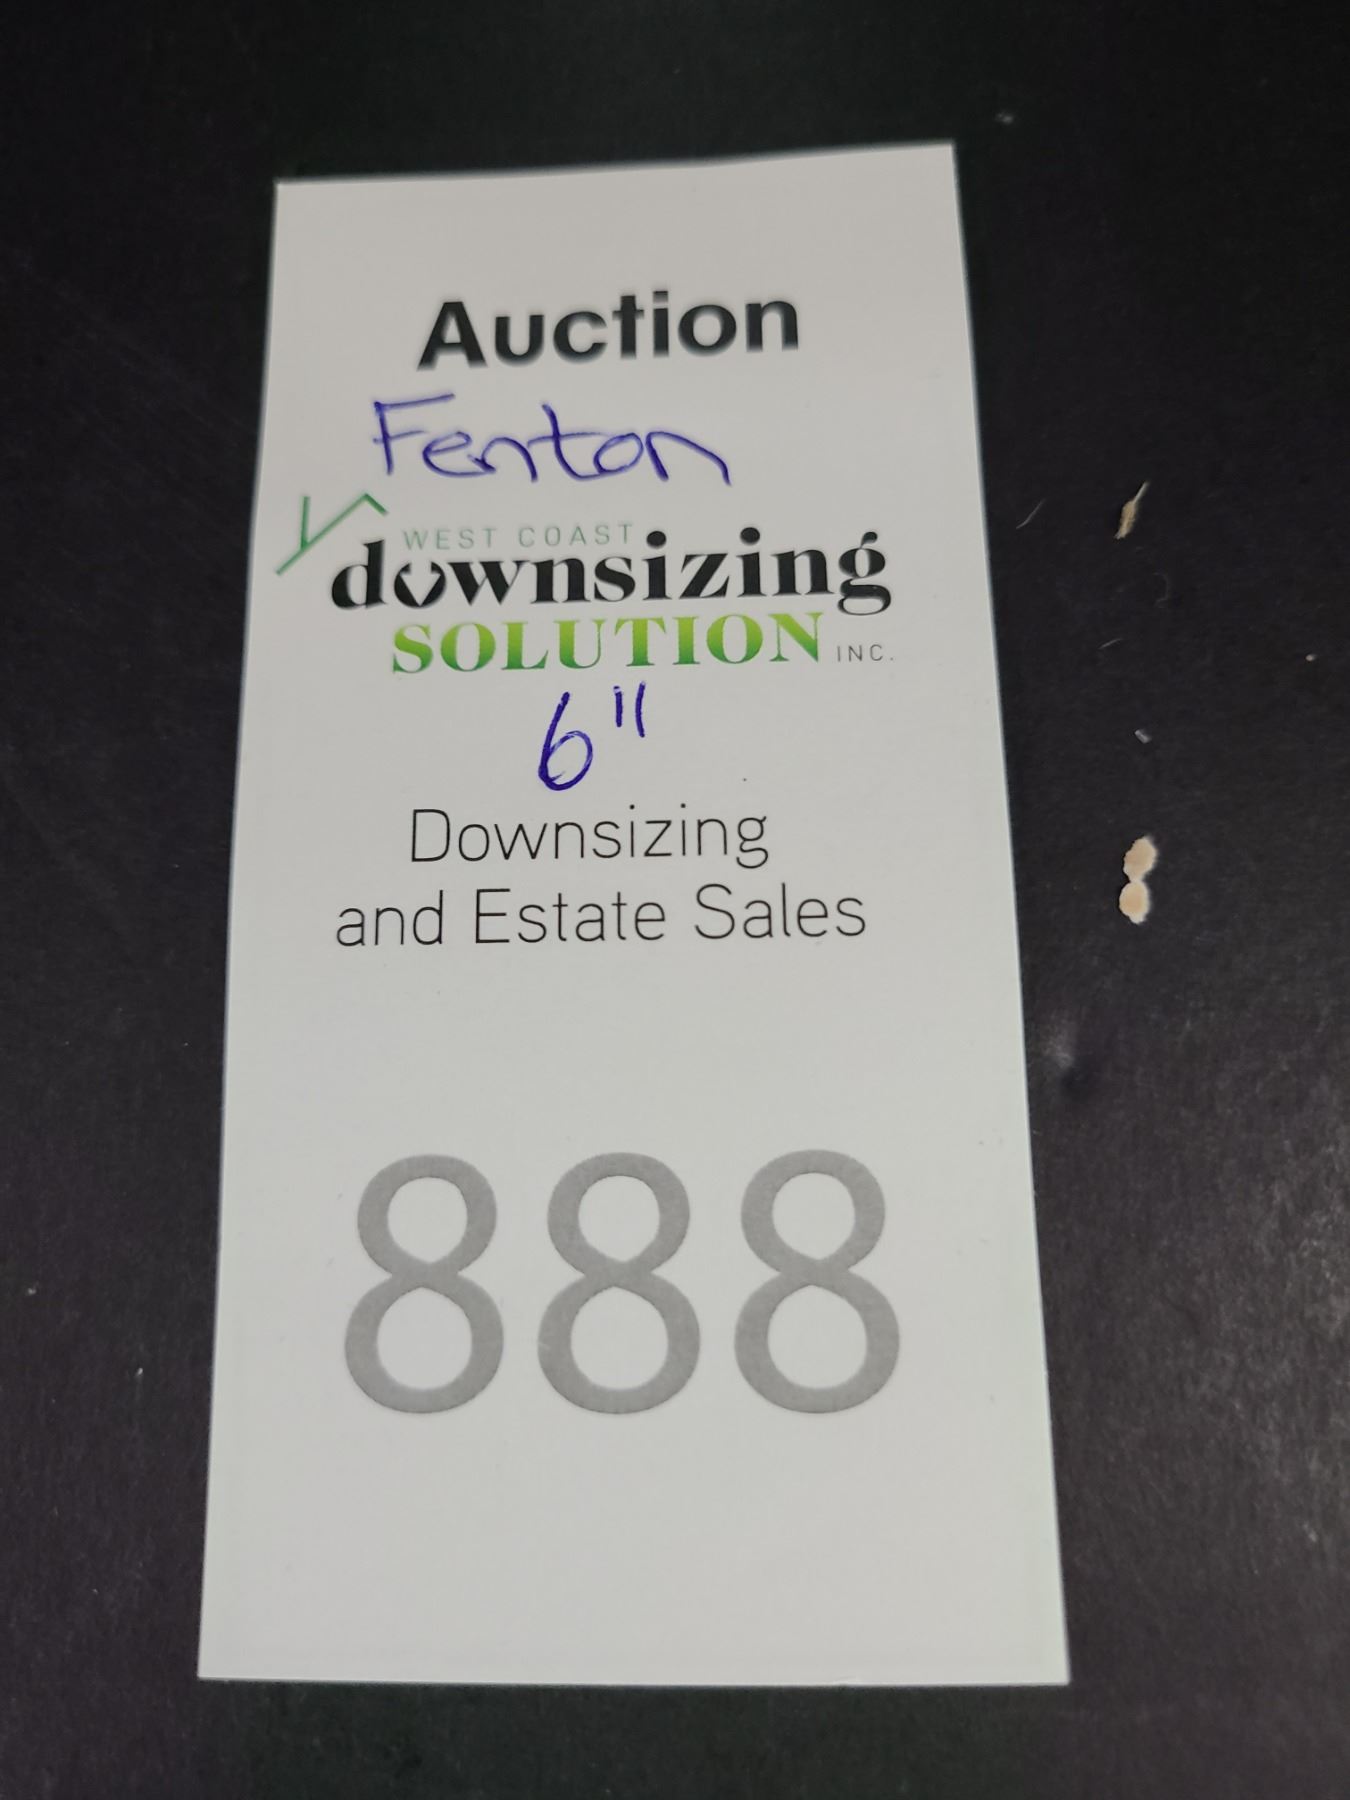 Auction
Fenton
WEST COAST
downsizing
SOLUTION INC.
6"
Downsizing
and Estate Sales
888